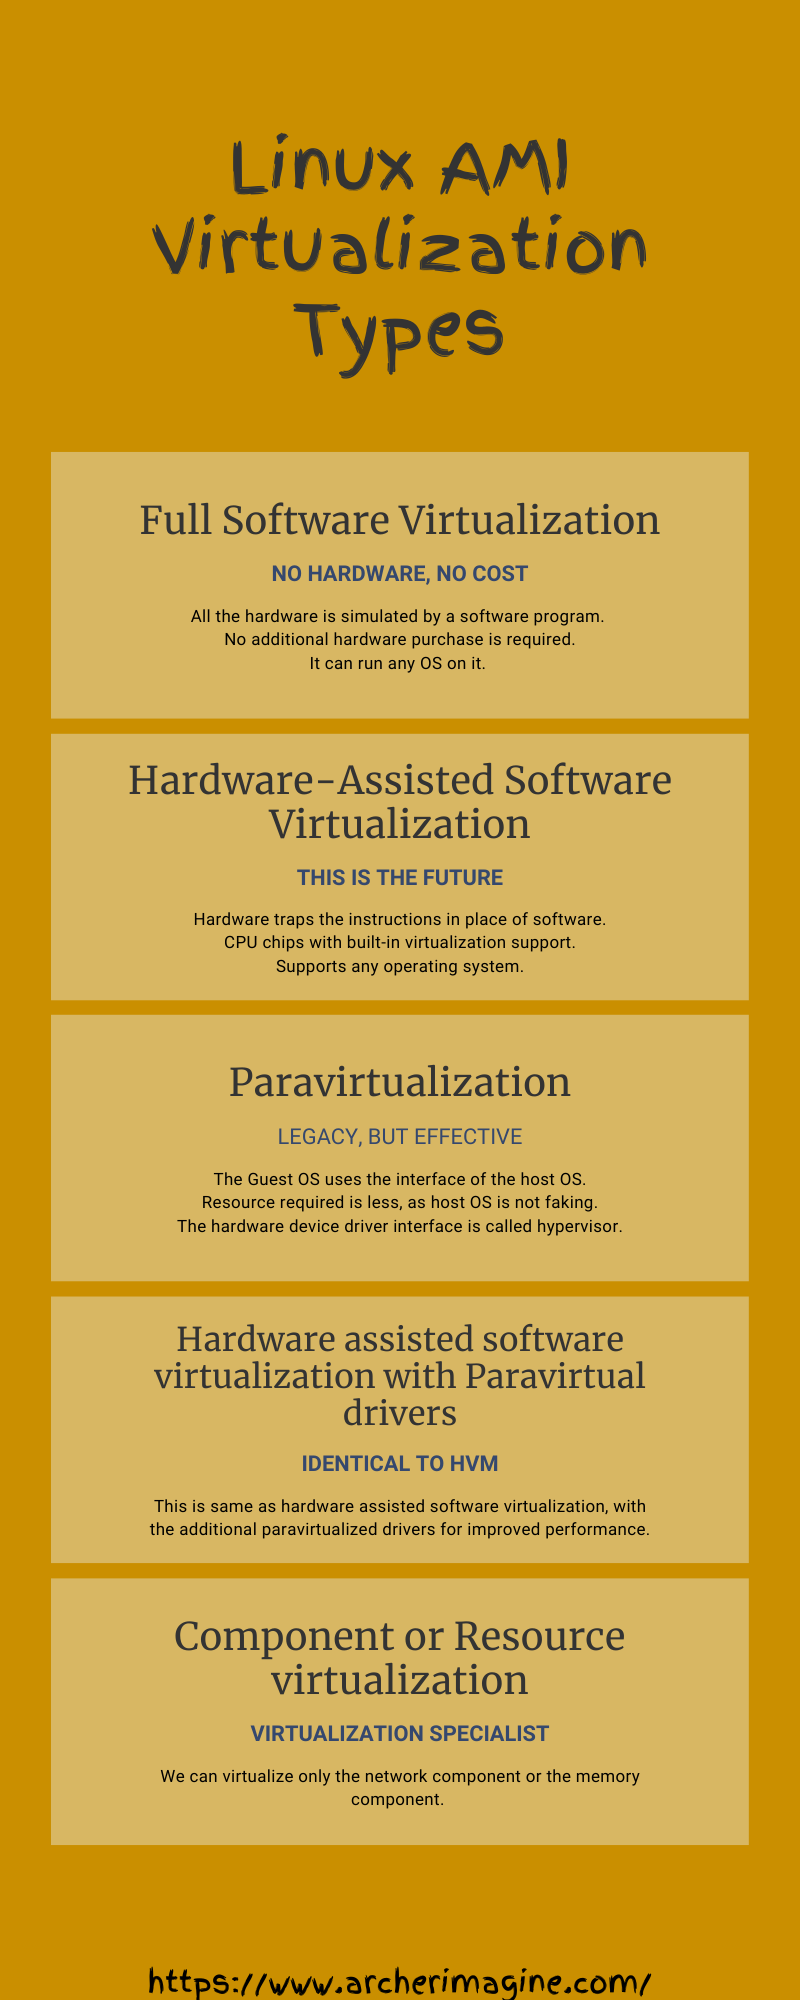 Linux AMI
Virtualization
Types
Full Software Virtualization
NO HARDWARE, NO COST
All the hardware is simulated by a software program.
No additional hardware purchase is required.
It can run any OS on it.
Hardware-Assisted Software
Virtualization
THIS IS THE FUTURE
Hardware traps the instructions in place of software.
CPU chips with built-in virtualization support.
Supports any operating system.
Paravirtualization
LEGACY, BUT EFFECTIVE
The Guest OS uses the interface of the host OS.
Resource required is less, as host OS is not faking.
The hardware device driver interface is called hypervisor.
Hardware assisted software
virtualization with Paravirtual
drivers
IDENTICAL TO HVM
This is same as hardware assisted software virtualization, with
the additional paravirtualized drivers for improved performance.
Component or Resource
virtualization
VIRTUALIZATION SPECIALIST
We can virtualize only the network component or the memory
component.
https://www.archerimagine.com/